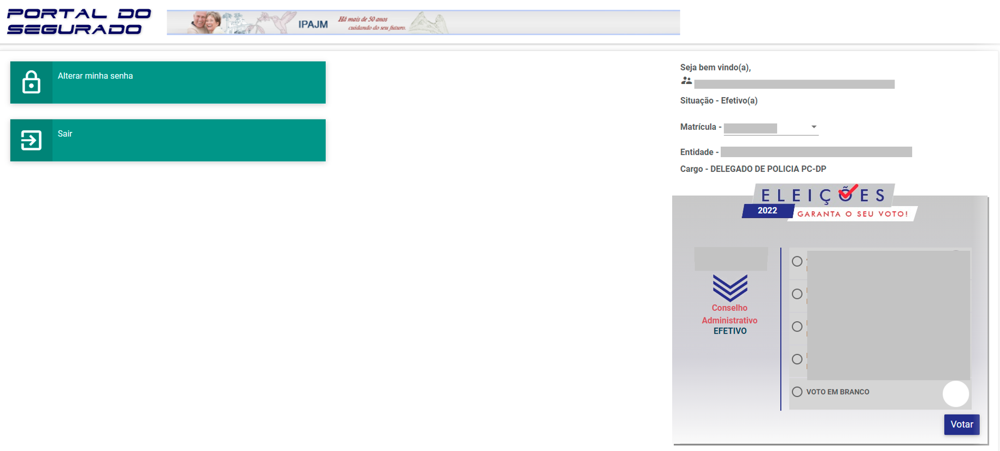 PORTAL DO
SEGURADO
IPAJM
Há mais de 50 anos
cuidando do seu futuro.
Alterar minha senha
Sair
Seja bem vindo(a),
Situação - Efetivo(a)
Matrícula -
Entidade -
Cargo - DELEGADO DE POLICIA PC-DP
ELEIÇÕES
2022
GARANTA O SEU VOTO!
Conselho
Administrativo
EFETIVO
VOTO EM BRANCO
Votar